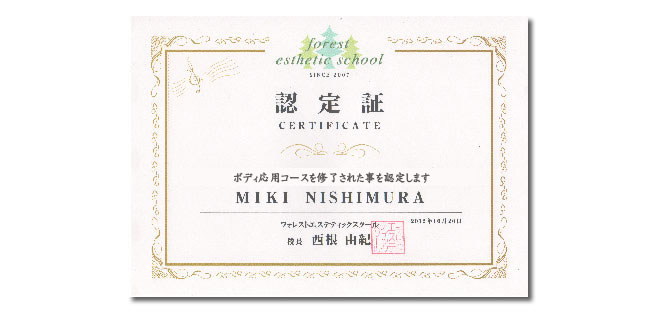 forest
esthetic school
SINCE 2007
認定証
CERTIFICATE
ボディ応用コースを修了された事を認定します
MIKI NISHIMURA
フォレストエステティックスクール
院長 西根 由紀